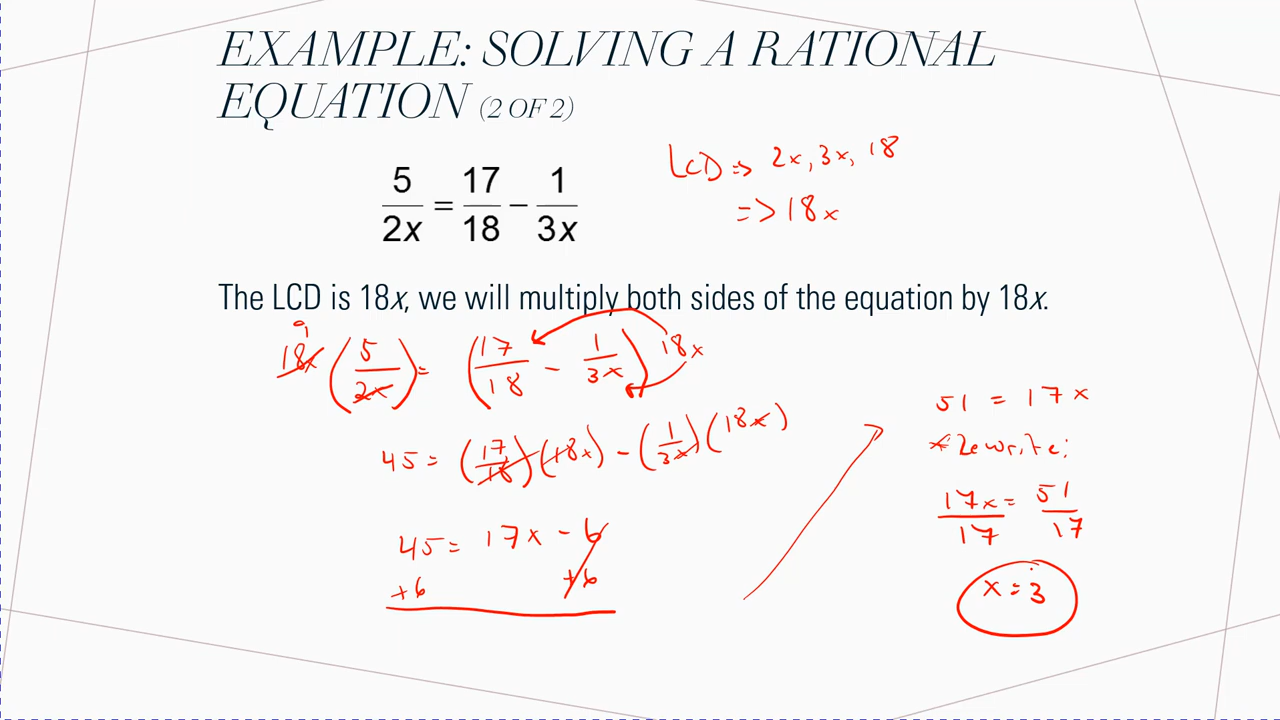 EXAMPLE: SOLVING A RATIONAL
EQUATION (2 OF 2)
5/2x = 17/18 − 1/3x
LCD => 2x, 3x, 18
=> 18x
The LCD is 18x, we will multiply both sides of the equation by 18x.
9
18x (5/2x) = (17/18 − 1/3x) 18x
45 = (17/18)(18x) − (1/3x)(18x)
45 = 17x − 6
+6 +6
51 = 17x
*Rewrite:
17x/17 = 51/17
x = 3